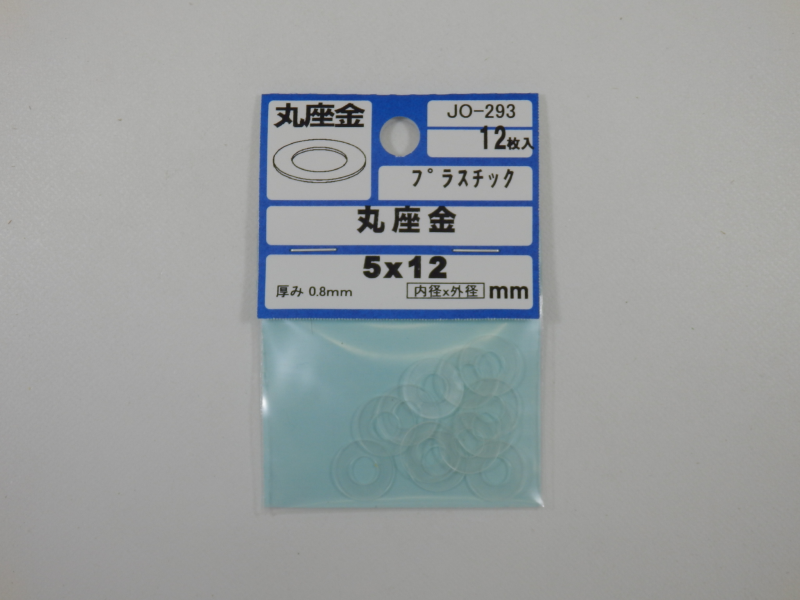 丸座金
JO-293
12枚入
プラスチック
丸座金
5x12
厚み 0.8mm
内径x外径 mm